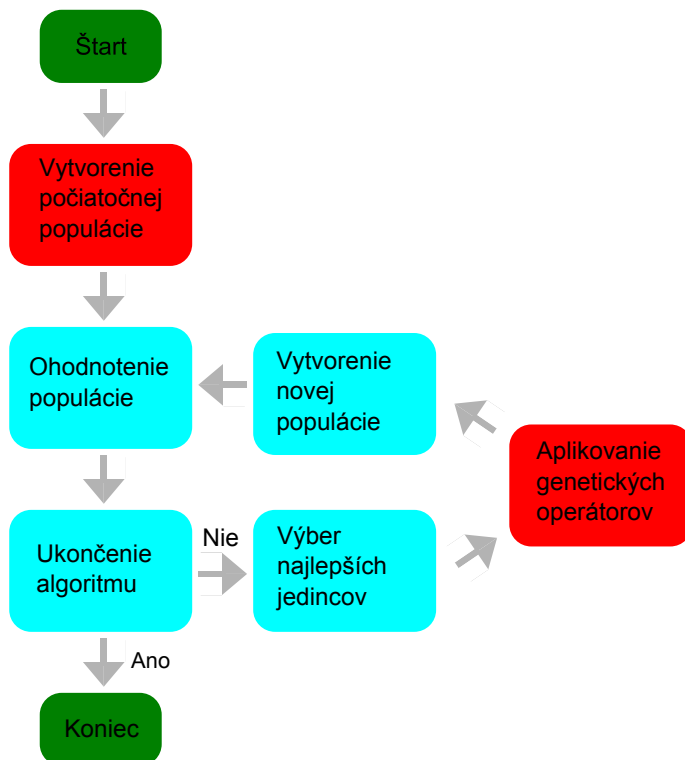 Štart
Vytvorenie
počiatočnej
populácie
Ohodnotenie
populácie
Vytvorenie
novej
populácie
Aplikovanie
genetických
operátorov
Ukončenie
algoritmu
Nie
Výber
najlepších
jedincov
Ano
Koniec